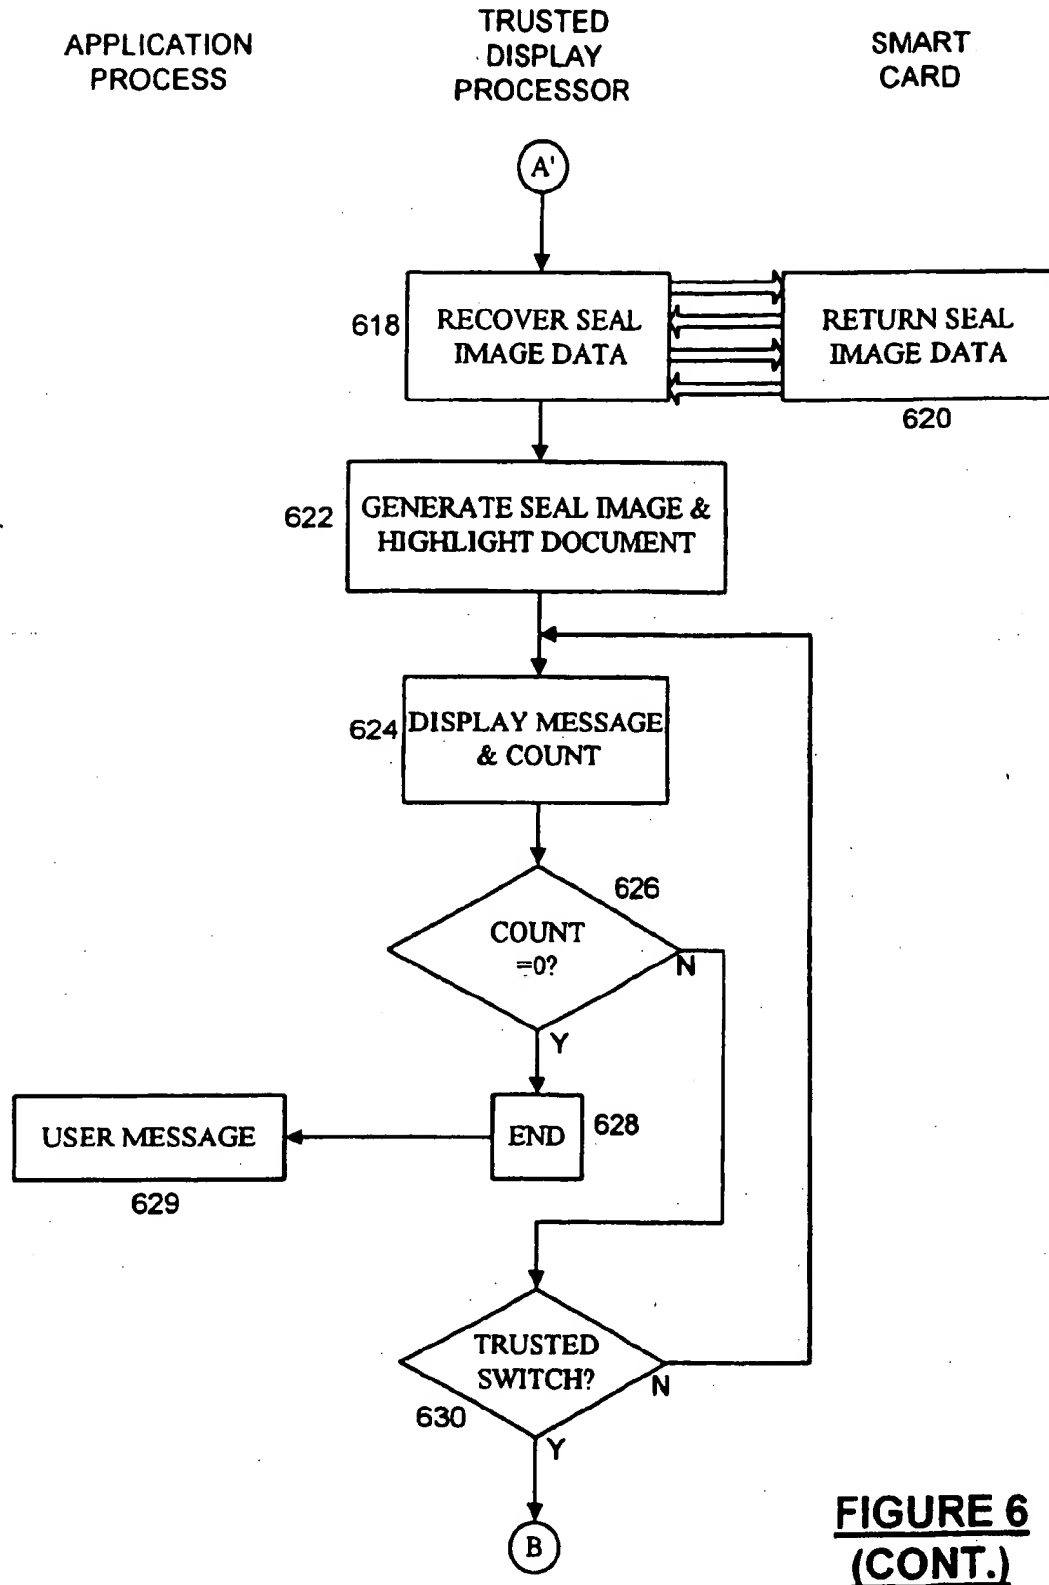 APPLICATION
PROCESS
TRUSTED
DISPLAY
PROCESSOR
SMART
CARD
A'
618
RECOVER SEAL
IMAGE DATA
RETURN SEAL
IMAGE DATA
620
622
GENERATE SEAL IMAGE &
HIGHLIGHT DOCUMENT
624
DISPLAY MESSAGE
& COUNT
626
COUNT
=0?
N
Y
USER MESSAGE
629
END
628
TRUSTED
SWITCH?
N
630
Y
B
FIGURE 6
(CONT.)